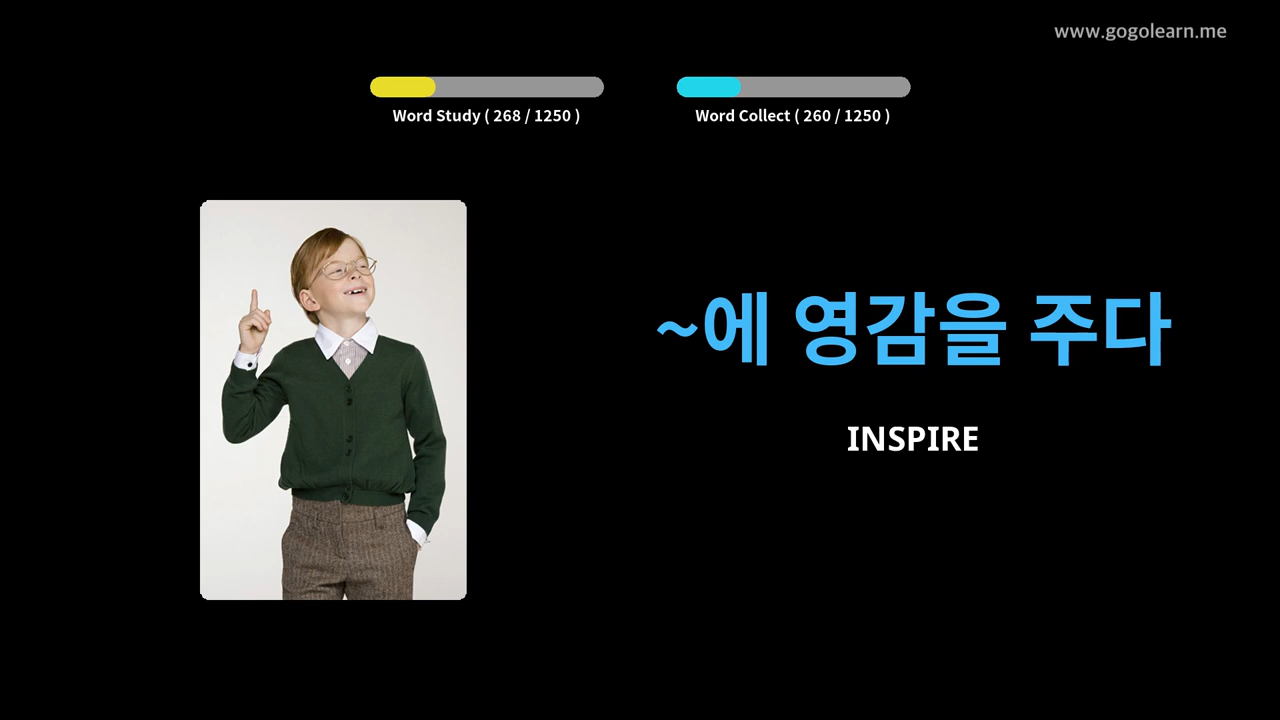 www.gogolearn.me
Word Study ( 268 / 1250 )
Word Collect ( 260 / 1250 )
~에 영감을 주다
INSPIRE